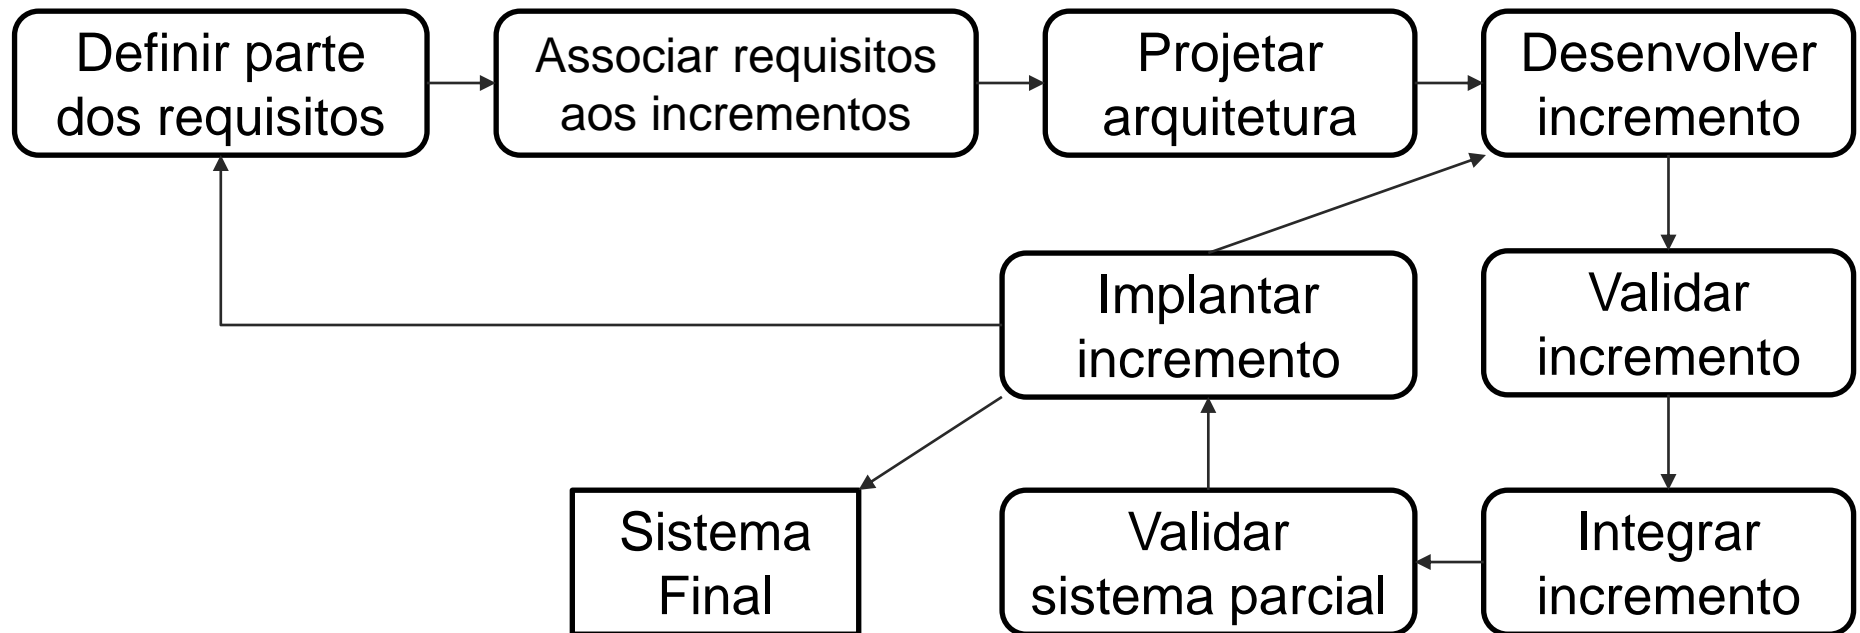 Definir parte
dos requisitos
Associar requisitos
aos incrementos
Projetar
arquitetura
Desenvolver
incremento
Implantar
incremento
Validar
incremento
Sistema
Final
Validar
sistema parcial
Integrar
incremento